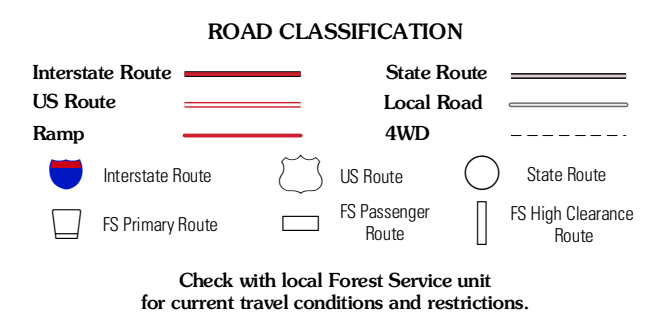 ROAD CLASSIFICATION
Interstate Route
State Route
US Route
Local Road
Ramp
4WD
Interstate Route
US Route
State Route
FS Primary Route
FS Passenger
Route
FS High Clearance
Route
Check with local Forest Service unit
for current travel conditions and restrictions.